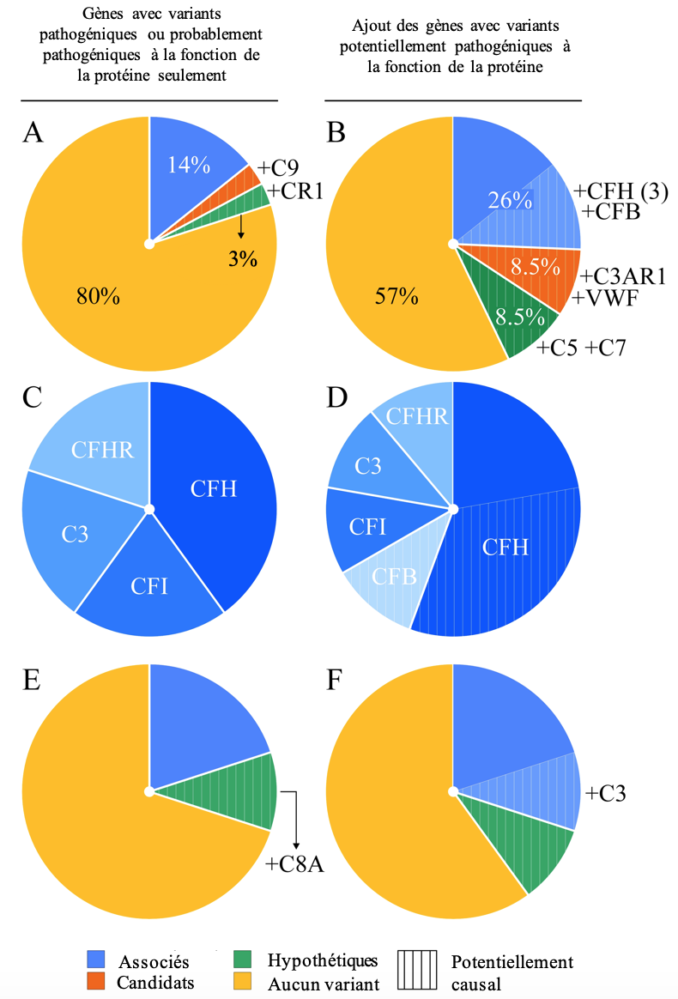 Gènes avec variants
pathogéniques ou probablement
pathogéniques à la fonction de
la protéine seulement
Ajout des gènes avec variants
potentiellement pathogéniques à
la fonction de la protéine
A
14%
+C9
+CR1
3%
80%
B
26%
+CFH (3)
+CFB
8.5%
+C3AR1
+VWF
8.5%
+C5 +C7
57%
C
CFHR
CFH
C3
CFI
D
CFHR
C3
CFI
CFB
CFH
E
+C8A
F
+C3
Associés
Candidats
Hypothétiques
Aucun variant
Potentiellement
causal